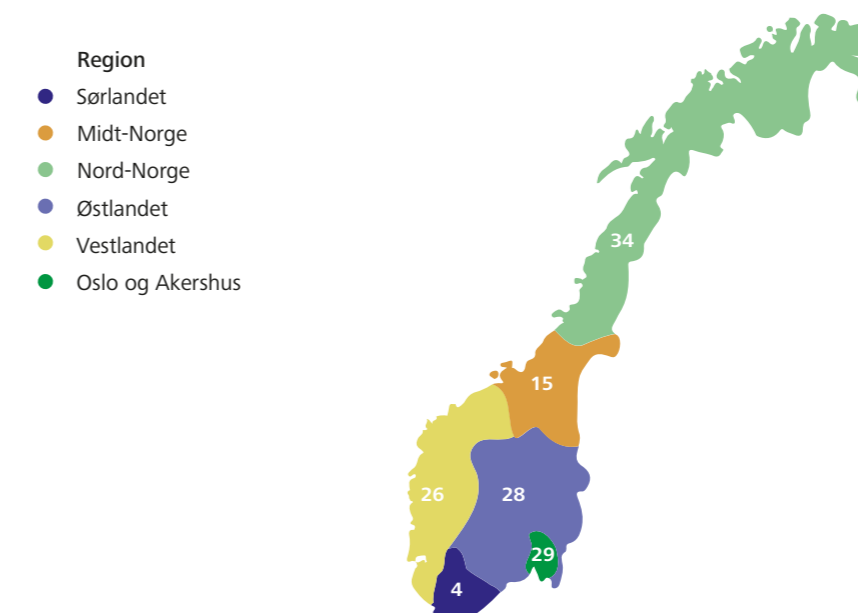 Region
Sørlandet
Midt-Norge
Nord-Norge
Østlandet
Vestlandet
Oslo og Akershus
34
15
26
28
29
4